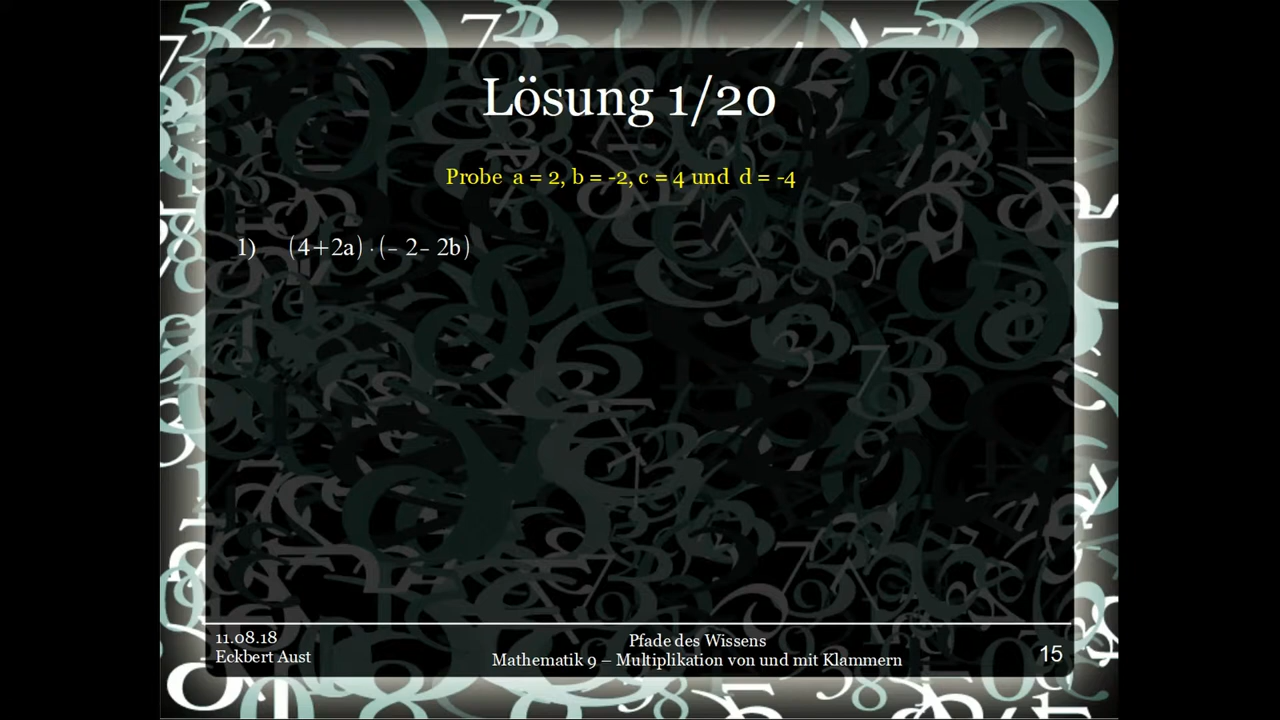 Lösung 1/20
Probe a = 2, b = -2, c = 4 und d = -4
1) (4+2a) · (– 2– 2b)
11.08.18
Eckbert Aust
Pfade des Wissens
Mathematik 9 – Multiplikation von und mit Klammern
15